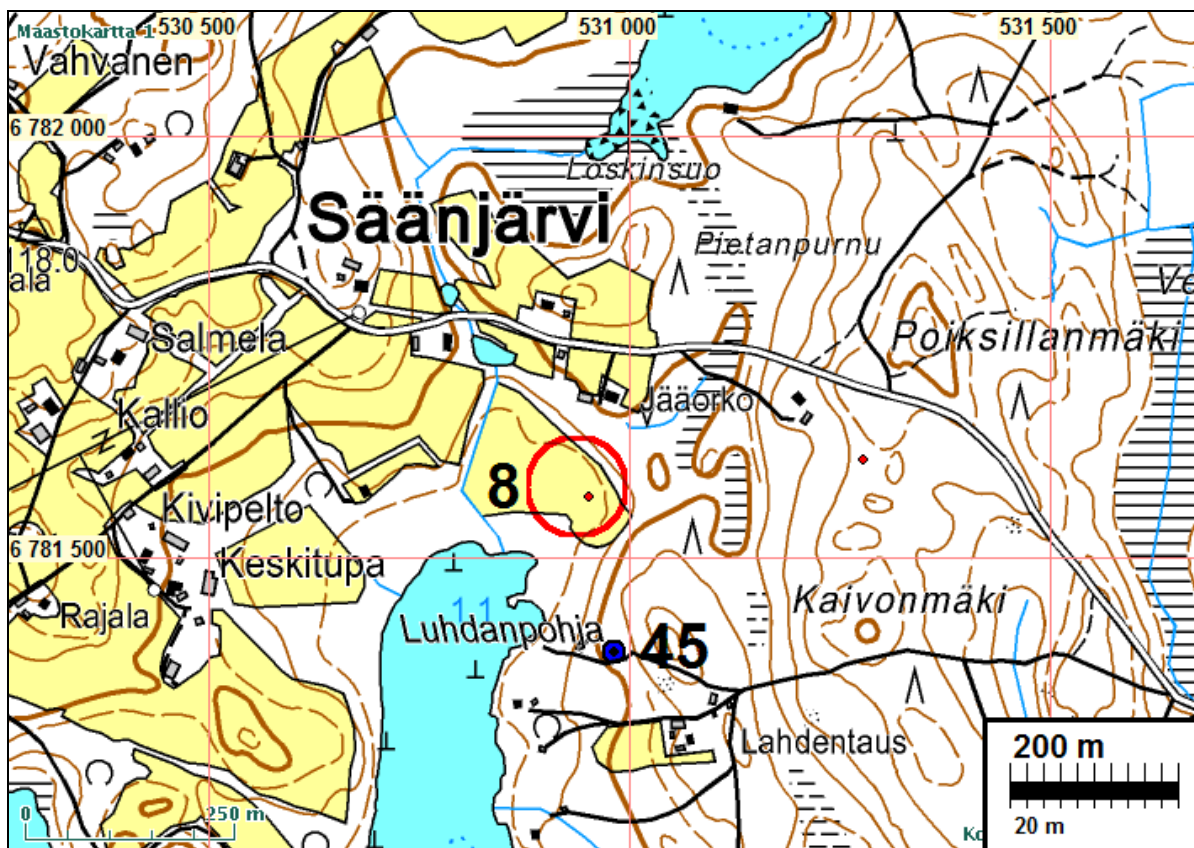 Maastokartta 1
530 500
531 000
531 500
Vahvanen
6 782 000
Loskinsuo
Säänjärvi
Pietanpurnu
118.0
ala
Ve
Salmela
Poiksillanmäki
Kallio
Jääorko
8
Kivipelto
6 781 500
Keskitupa
Kaivonmäki
11
Rajala
Luhdanpohja
45
Lahdentaus
200 m
20 m
0
250 m
Ko